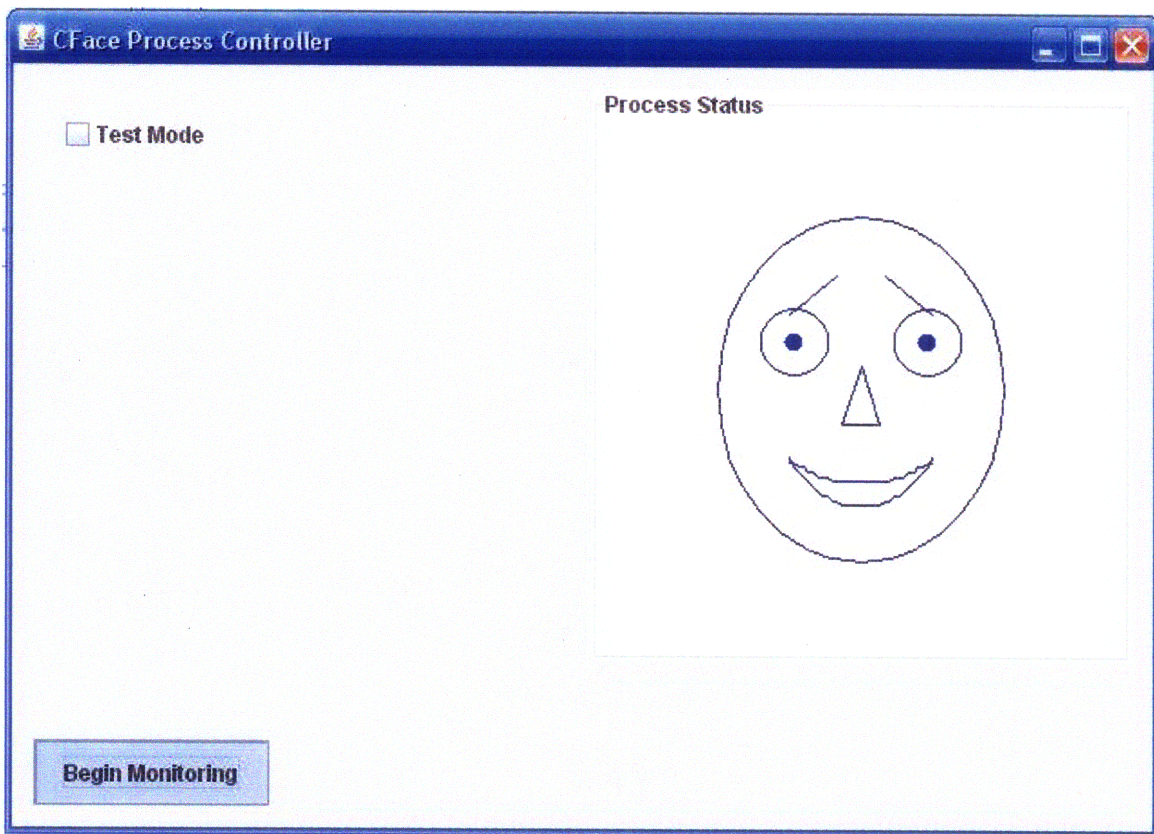 CFace Process Controller
Test Mode
Process Status
Begin Monitoring